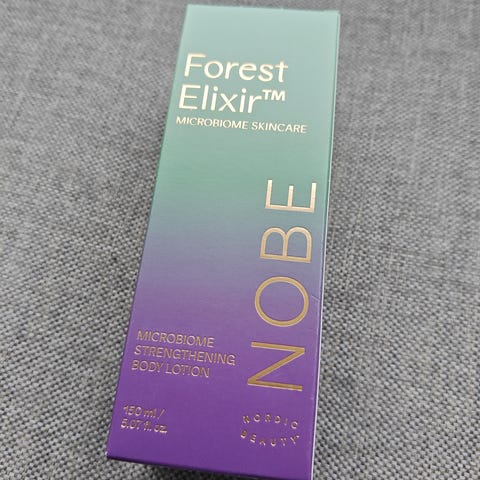 Forest
Elixir™
MICROBIOME SKINCARE
NOBE
MICROBIOME
STRENGTHENING
BODY LOTION
150 ml /
5.07 fl. oz.
NORDIC
BEAUTY